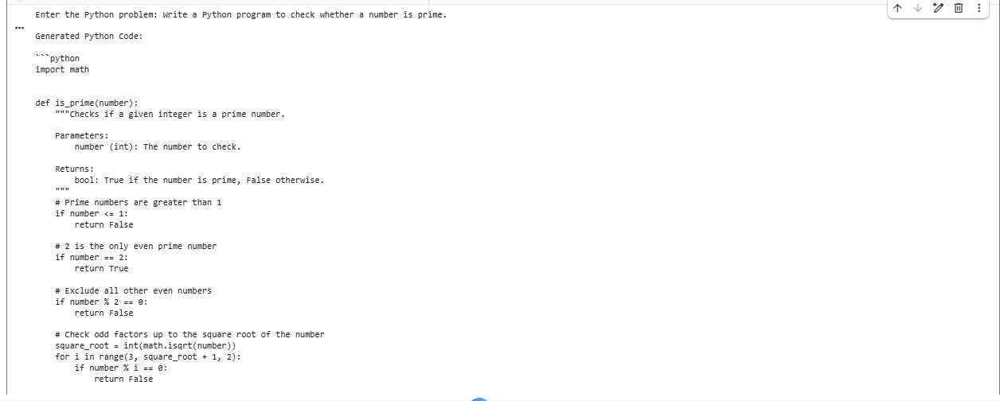 Enter the Python problem: Write a Python program to check whether a number is prime.
Generated Python Code:
```python
import math
def is_prime(number):
    """Checks if a given integer is a prime number.
    Parameters:
        number (int): The number to check.
    Returns:
        bool: True if the number is prime, False otherwise.
    """
    # Prime numbers are greater than 1
    if number <= 1:
        return False
    # 2 is the only even prime number
    if number == 2:
        return True
    # Exclude all other even numbers
    if number % 2 == 0:
        return False
    # Check odd factors up to the square root of the number
    square_root = int(math.isqrt(number))
    for i in range(3, square_root + 1, 2):
        if number % i == 0:
            return False